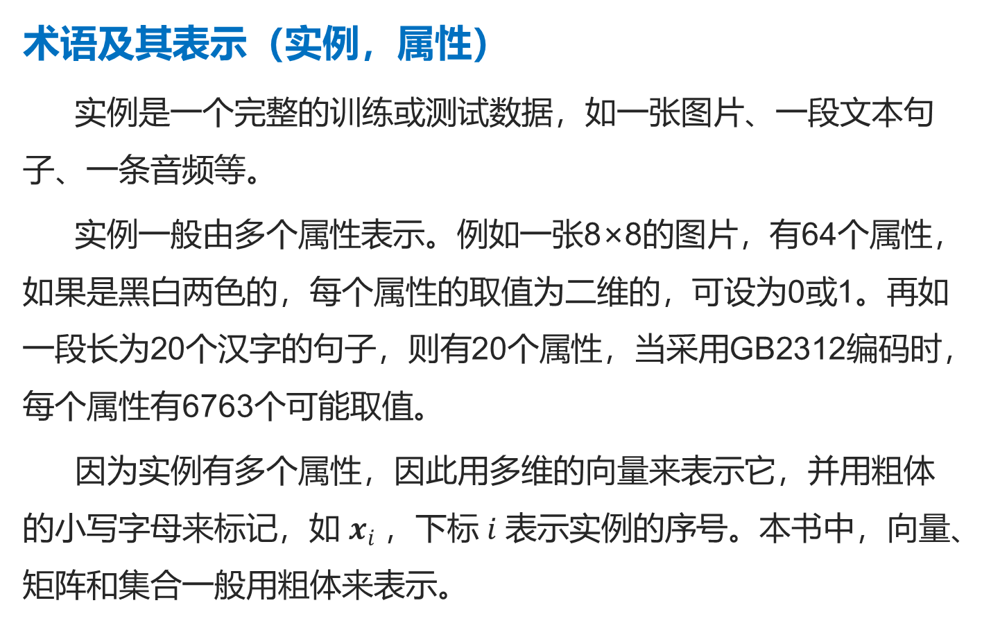 术语及其表示（实例，属性）
实例是一个完整的训练或测试数据，如一张图片、一段文本句
子、一条音频等。
实例一般由多个属性表示。例如一张8×8的图片，有64个属性，
如果是黑白两色的，每个属性的取值为二维的，可设为0或1。再如
一段长为20个汉字的句子，则有20个属性，当采用GB2312编码时，
每个属性有6763个可能取值。
因为实例有多个属性，因此用多维的向量来表示它，并用粗体
的小写字母来标记，如 xᵢ ，下标 i 表示实例的序号。本书中，向量、
矩阵和集合一般用粗体来表示。